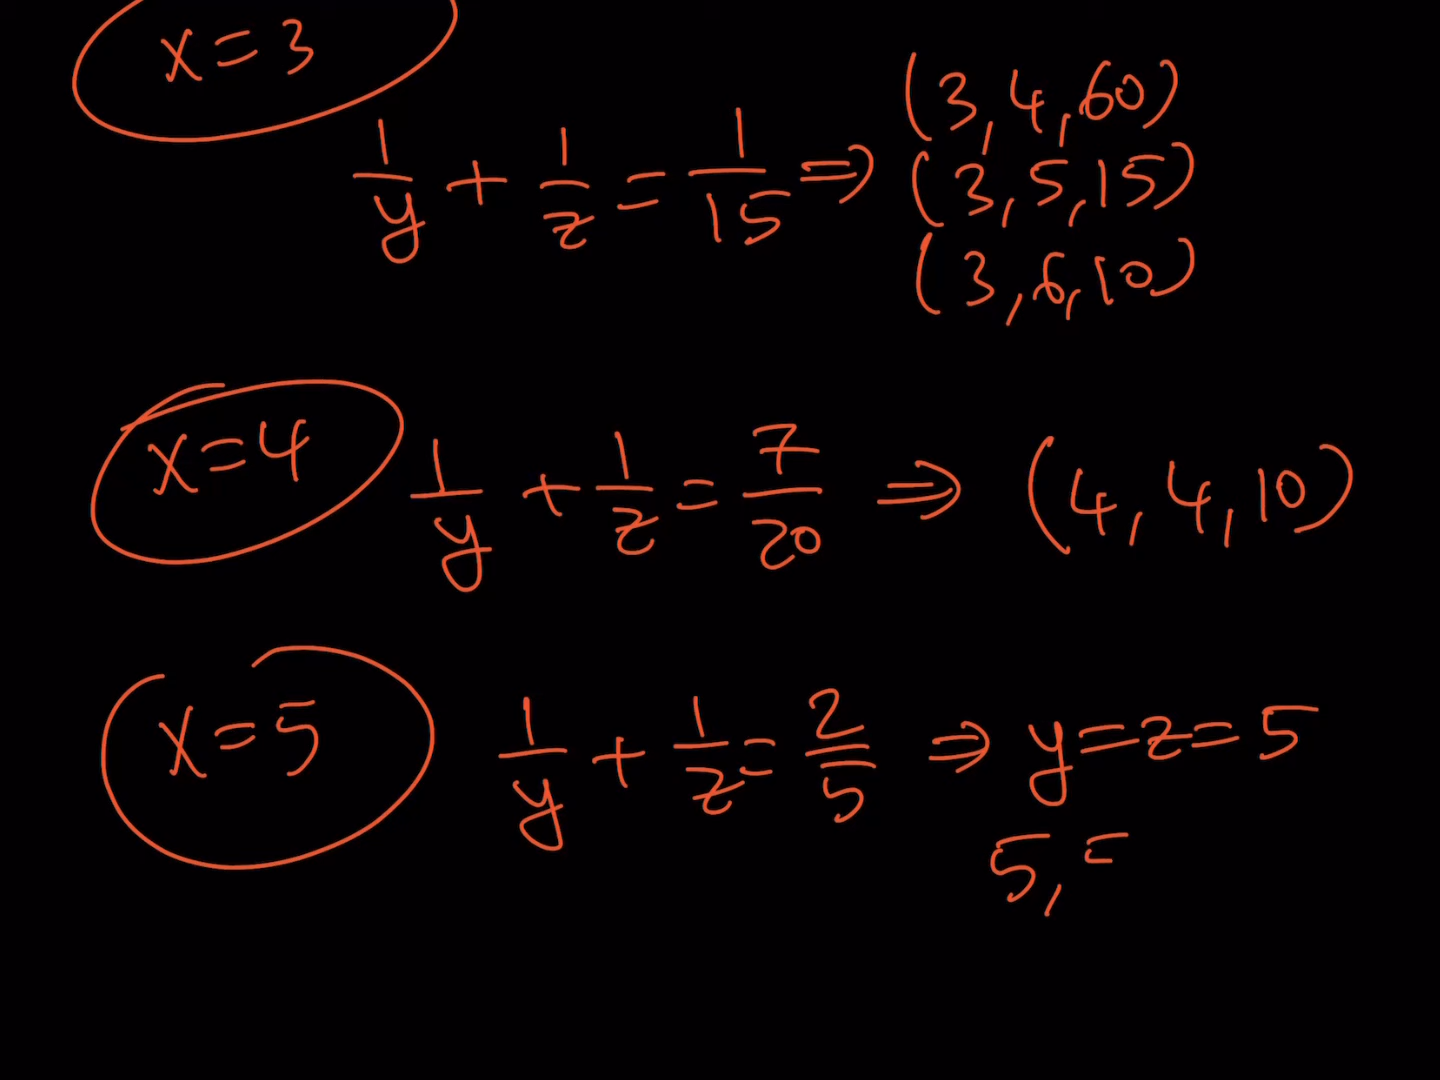 x=3
1/y + 1/z = 1/15 ⇒ (3,4,60)
(3,5,15)
(3,6,10)
x=4 1/y + 1/z = 7/20 ⇒ (4,4,10)
x=5 1/y + 1/z = 2/5 ⇒ y=z=5
5,